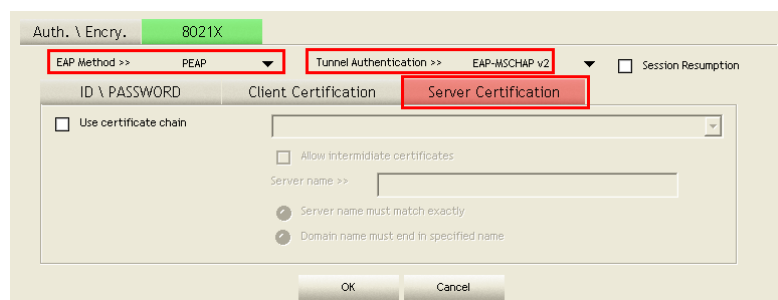 Auth. \ Encry. 8021X
EAP Method >> PEAP Tunnel Authentication >> EAP-MSCHAP v2 Session Resumption
ID \ PASSWORD Client Certification Server Certification
Use certificate chain
Allow intermidiate certificates
Server name >>
Server name must match exactly
Domain name must end in specified name
OK Cancel